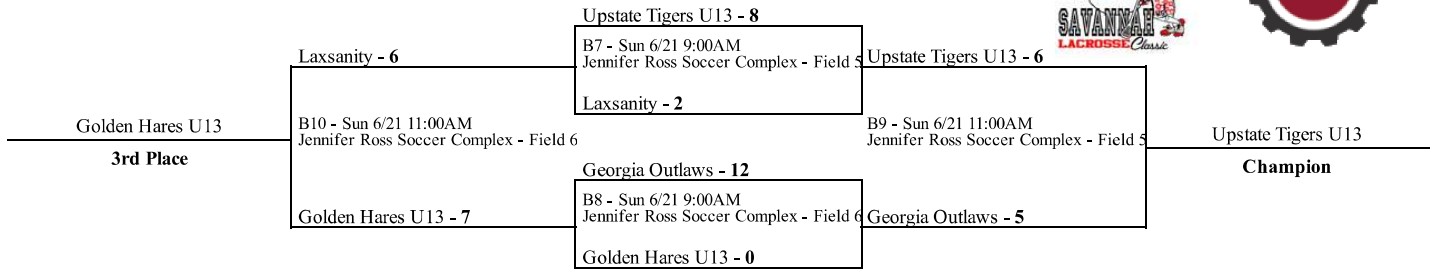 Upstate Tigers U13 - 8
SAVANNAH
LACROSSE Classic
Laxsanity - 6
B7 - Sun 6/21 9:00AM
Jennifer Ross Soccer Complex - Field 5
Upstate Tigers U13 - 6
Laxsanity - 2
Golden Hares U13
3rd Place
B10 - Sun 6/21 11:00AM
Jennifer Ross Soccer Complex - Field 6
B9 - Sun 6/21 11:00AM
Jennifer Ross Soccer Complex - Field 5
Upstate Tigers U13
Champion
Georgia Outlaws - 12
Golden Hares U13 - 7
B8 - Sun 6/21 9:00AM
Jennifer Ross Soccer Complex - Field 6
Georgia Outlaws - 5
Golden Hares U13 - 0